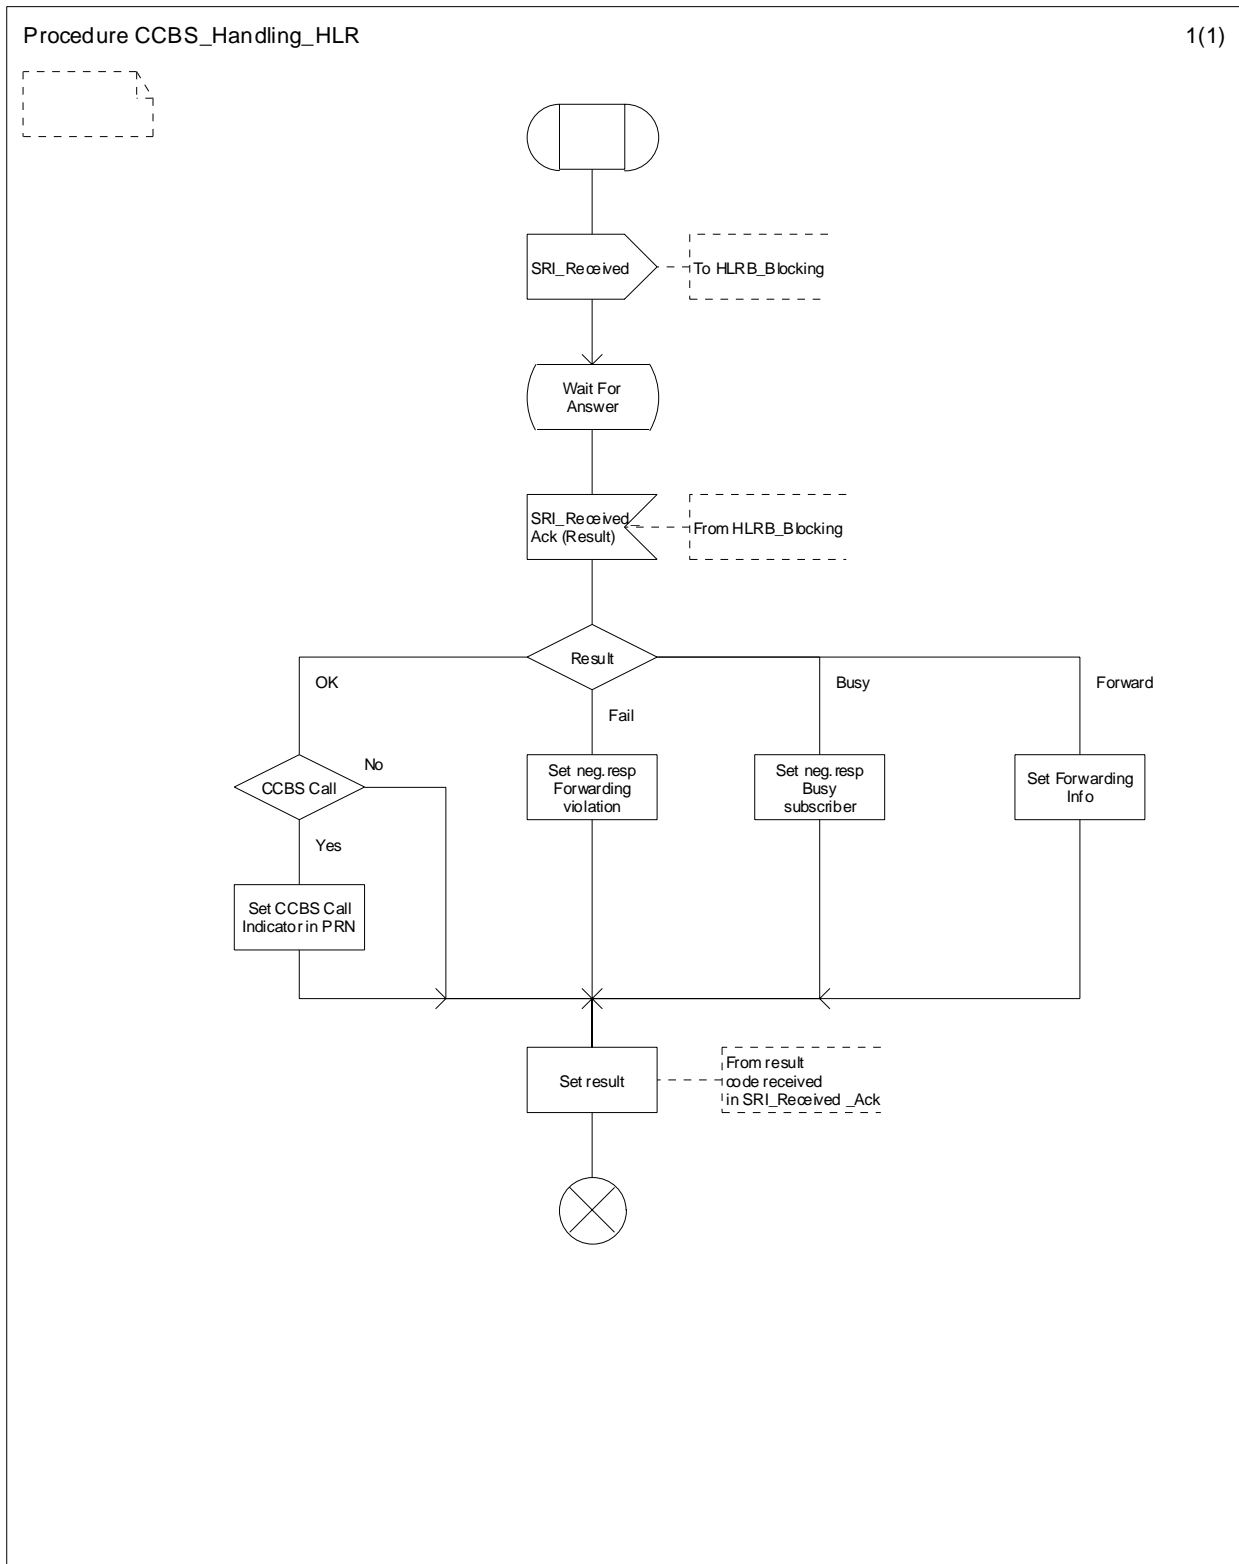 Procedure CCBS_Handling_HLR
1(1)
SRI_Received
To HLRB_Blocking
Wait For
Answer
SRI_Received_
Ack (Result)
From HLRB_Blocking
Result
OK
Busy
Forward
Fail
No
CCBS Call
Set neg.resp
Forwarding
violation
Set neg.resp
Busy
subscriber
Set Forwarding
Info
Yes
Set CCBS Call
Indicator in PRN
Set result
From result
code received
in SRI_Received _Ack